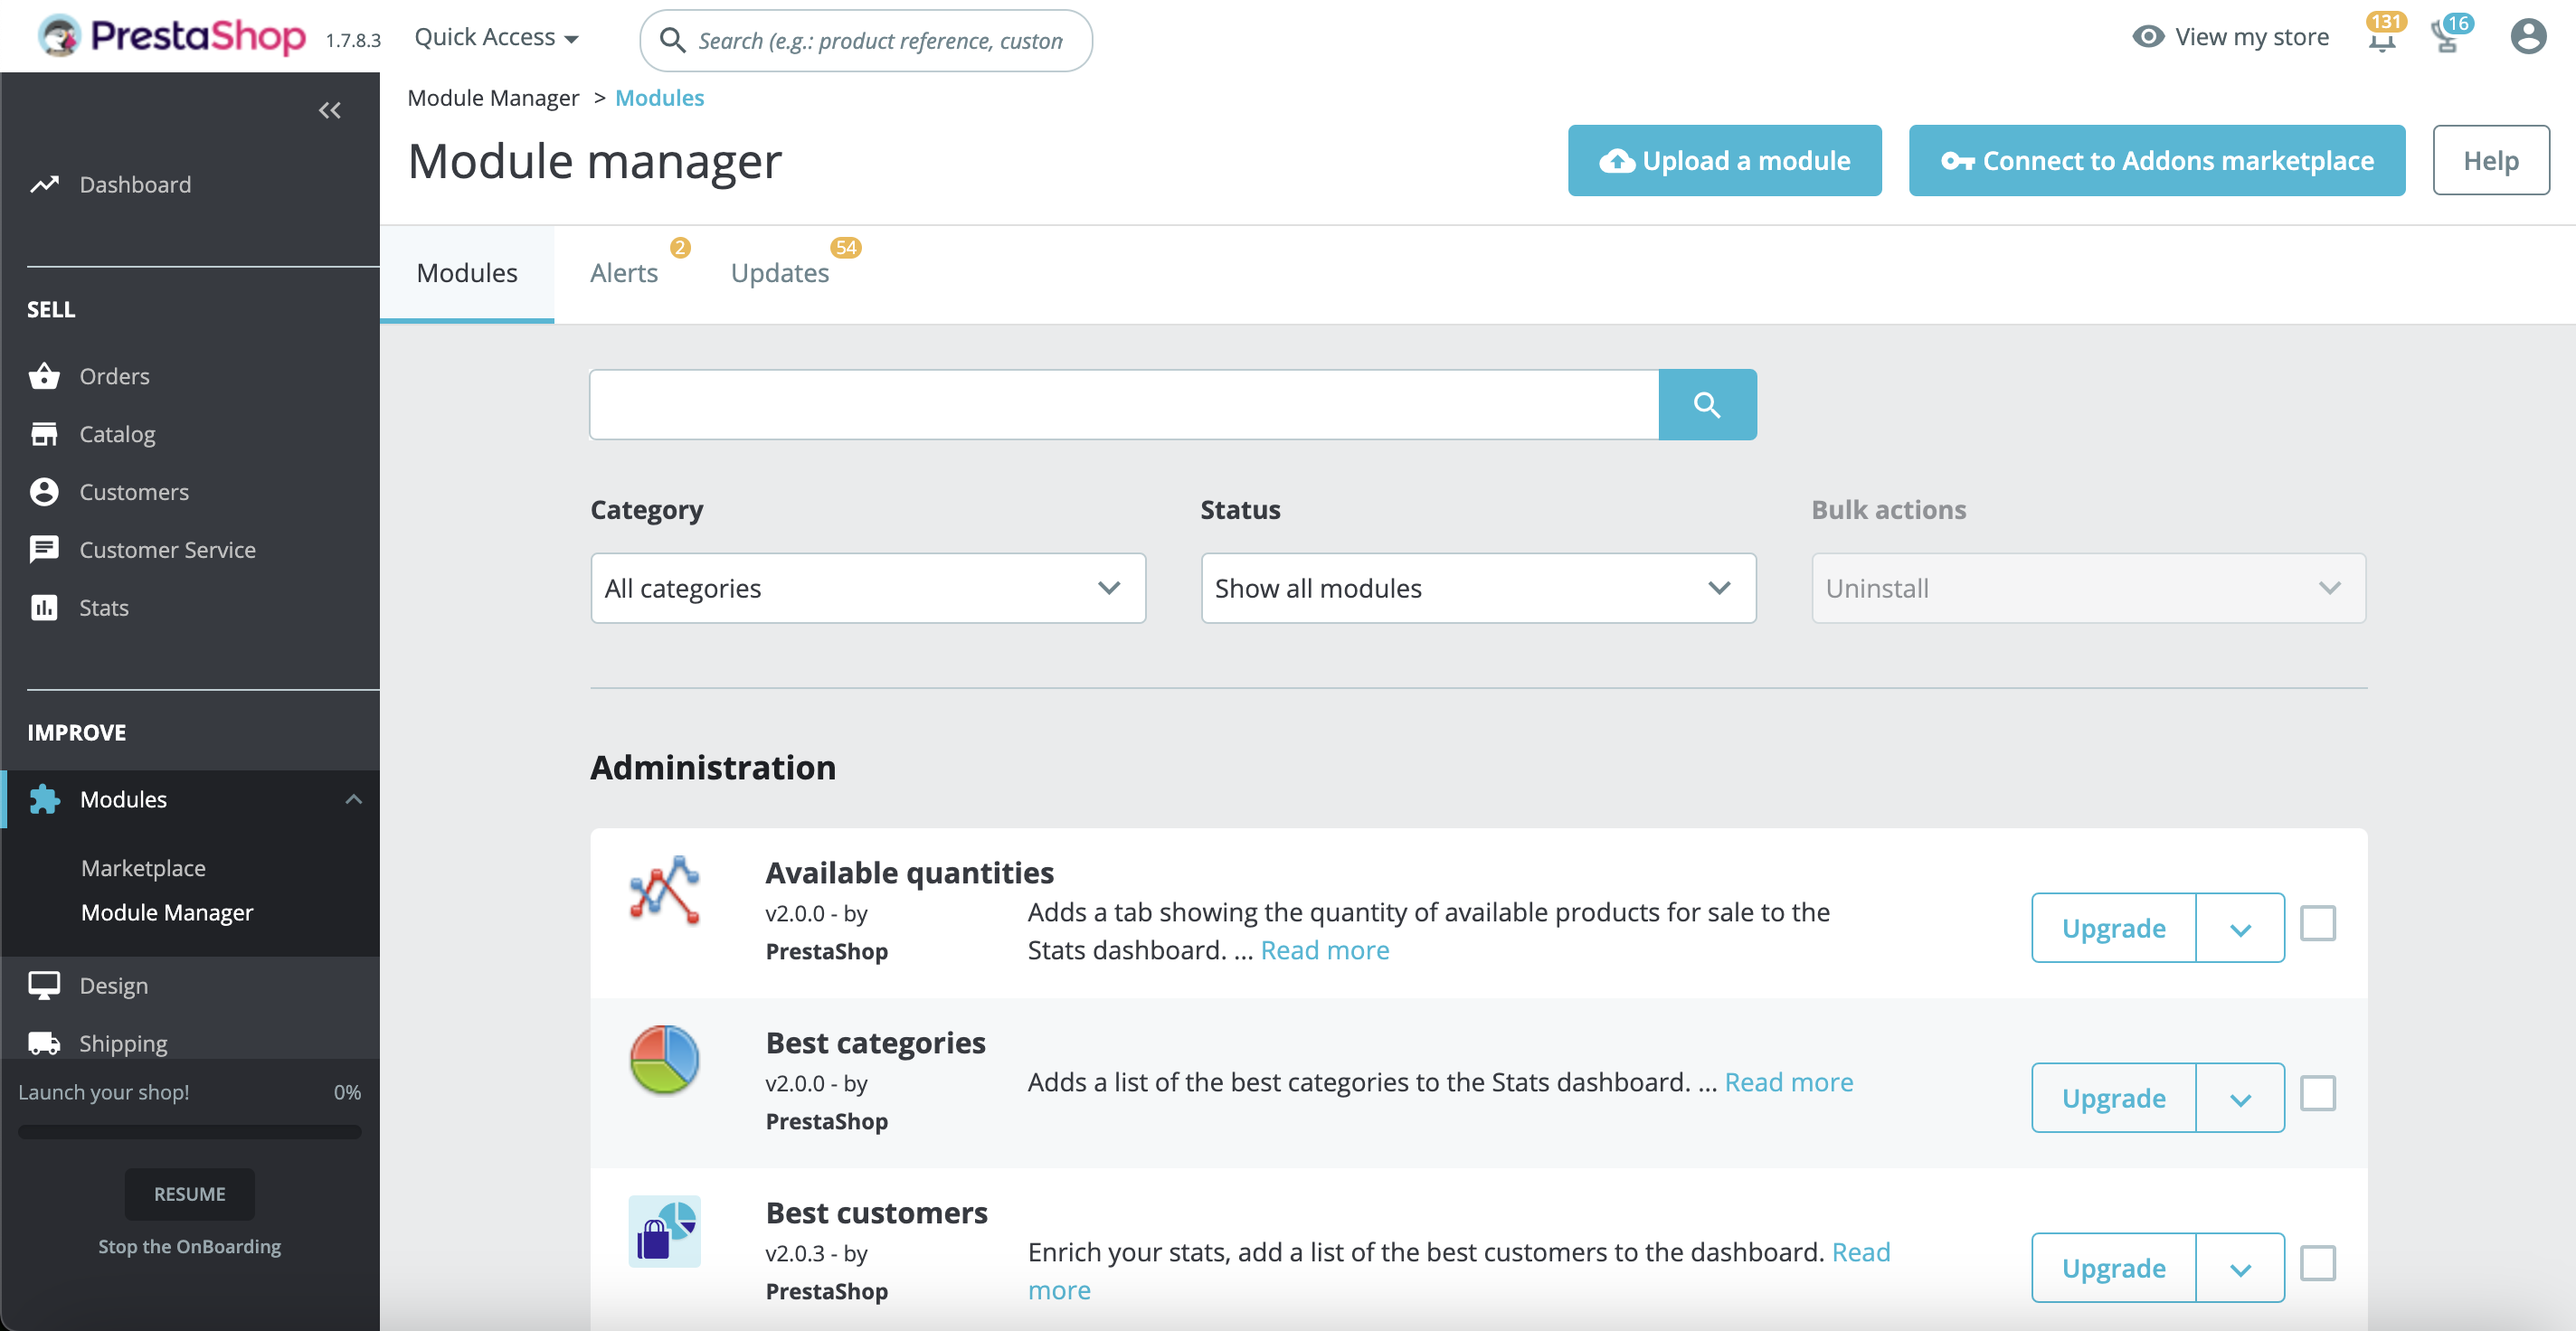 PrestaShop 1.7.8.3 Quick Access Search (e.g.: product reference, custon View my store 131 16
Module Manager > Modules
Module manager
Upload a module
Connect to Addons marketplace
Help
Dashboard
SELL
Orders
Catalog
Customers
Customer Service
Stats
IMPROVE
Modules
Marketplace
Module Manager
Design
Shipping
Launch your shop! 0%
RESUME
Stop the OnBoarding
Modules
Alerts 2
Updates 54
Category
All categories
Status
Show all modules
Bulk actions
Uninstall
Administration
Available quantities
v2.0.0 - by
PrestaShop
Adds a tab showing the quantity of available products for sale to the
Stats dashboard. ... Read more
Upgrade
Best categories
v2.0.0 - by
PrestaShop
Adds a list of the best categories to the Stats dashboard. ... Read more
Upgrade
Best customers
v2.0.3 - by
PrestaShop
Enrich your stats, add a list of the best customers to the dashboard. Read
more
Upgrade